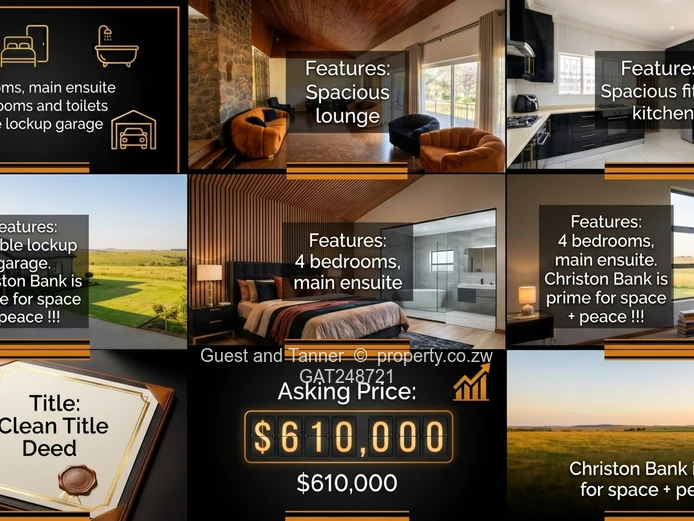 oms, main ensuite
ooms and toilets
e lockup garage
Features:
Spacious
lounge
Features:
Spacious fit
kitchen
eatures:
ble lockup
garage.
ston Bank is
e for space
peace !!!
Features:
4 bedrooms,
main ensuite
Features:
4 bedrooms,
main ensuite.
Christon Bank is
prime for space
+ peace !!!
Title:
Clean Title
Deed
Guest and Tanner © property.co.zw
GAT248721
Asking Price:
$610,000
$610,000
Christon Bank i
for space + pe